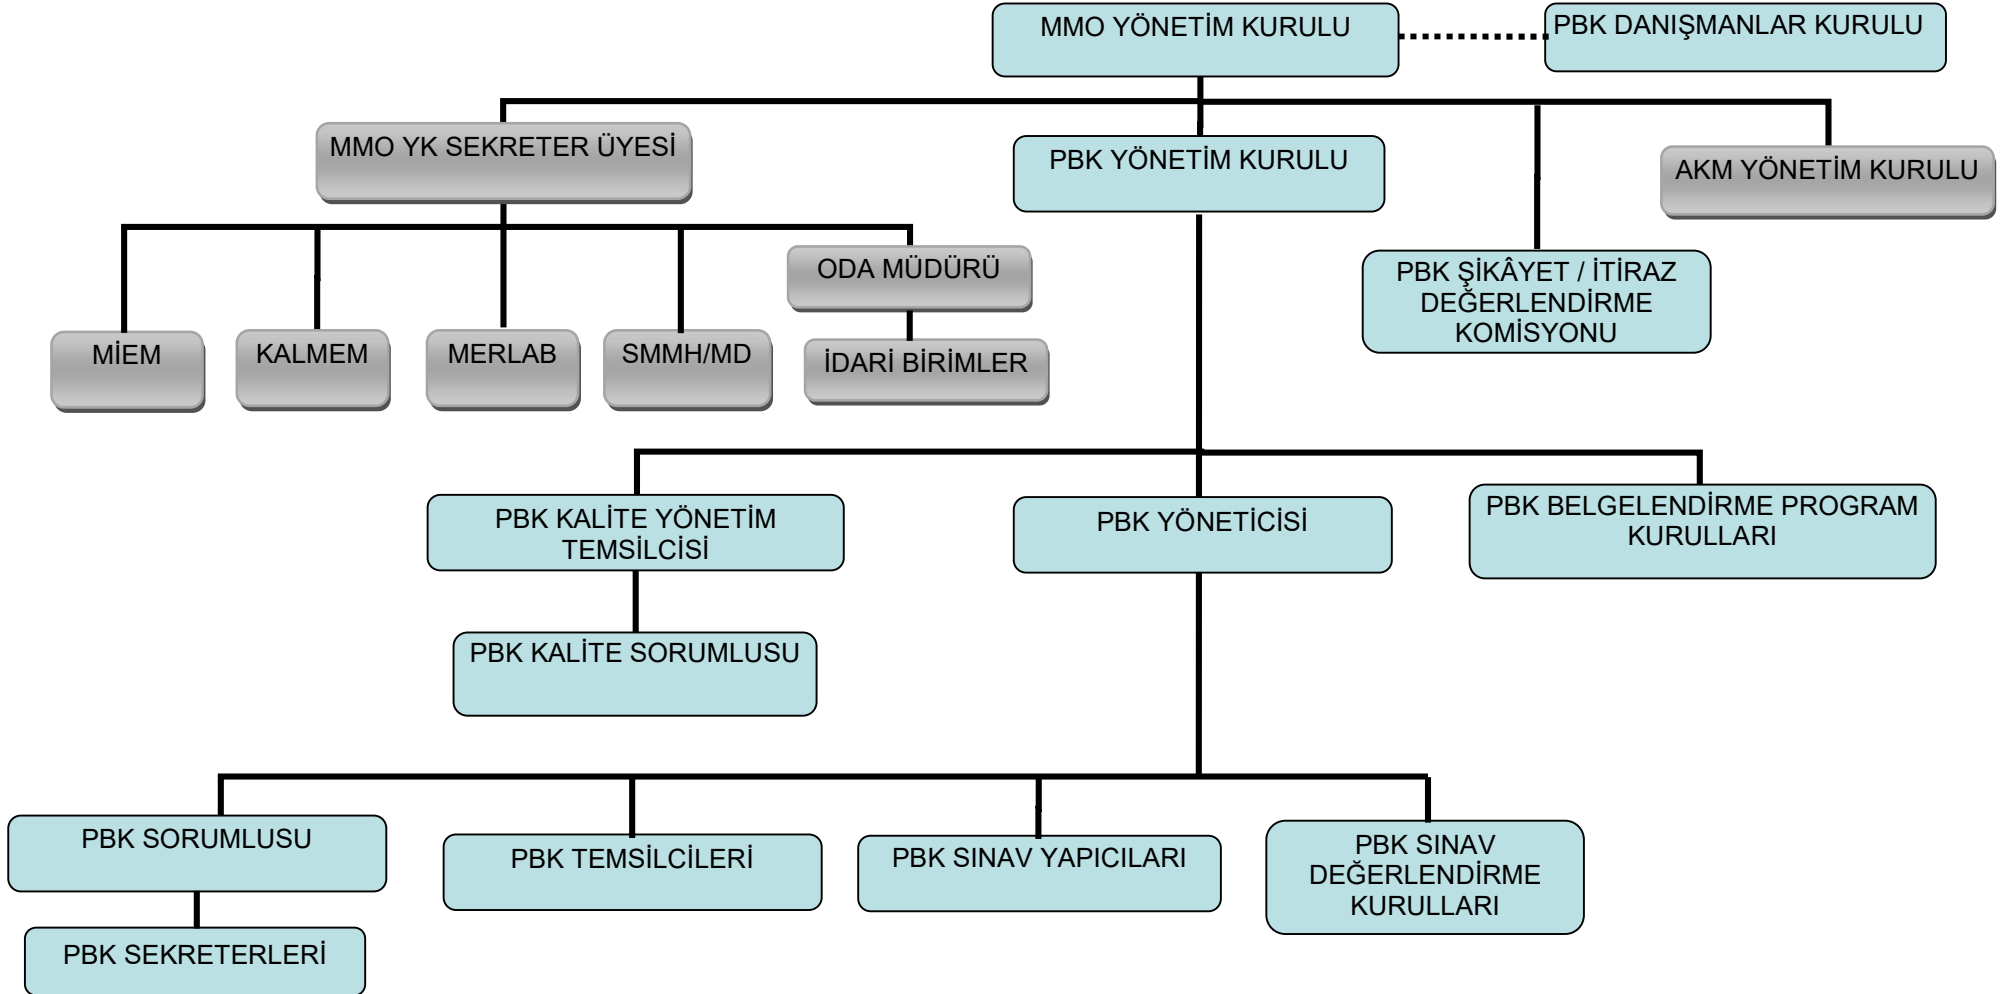 MMO YÖNETİM KURULU
PBK DANIŞMANLAR KURULU
MMO YK SEKRETER ÜYESİ
PBK YÖNETİM KURULU
AKM YÖNETİM KURULU
ODA MÜDÜRÜ
PBK ŞİKÂYET / İTİRAZ
DEĞERLENDİRME
KOMİSYONU
MİEM
KALMEM
MERLAB
SMMH/MD
İDARİ BİRİMLER
PBK KALİTE YÖNETİM
TEMSİLCİSİ
PBK YÖNETİCİSİ
PBK BELGELENDİRME PROGRAM
KURULLARI
PBK KALİTE SORUMLUSU
PBK SORUMLUSU
PBK TEMSİLCİLERİ
PBK SINAV YAPICILARI
PBK SINAV
DEĞERLENDİRME
KURULLARI
PBK SEKRETERLERİ